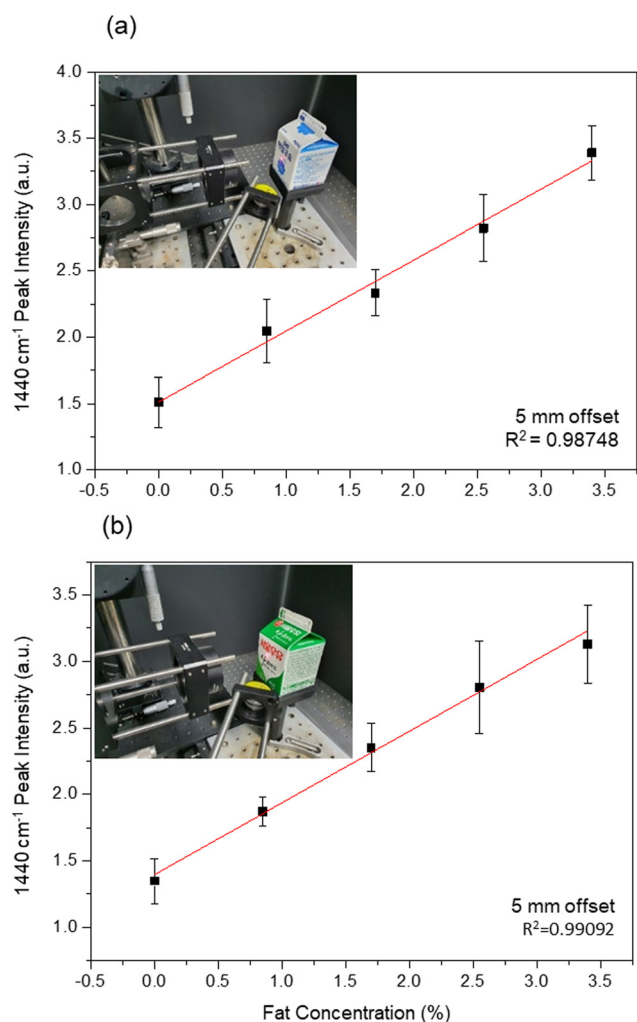 (a)
4.0
3.5
3.0
2.5
2.0
1.5
1.0
1440 cm⁻¹ Peak Intensity (a.u.)
5 mm offset
R² = 0.98748
-0.5 0.0 0.5 1.0 1.5 2.0 2.5 3.0 3.5
(b)
3.5
3.0
2.5
2.0
1.5
1.0
1440 cm⁻¹ Peak Intensity (a.u.)
서울우유
5 mm offset
R²=0.99092
-0.5 0.0 0.5 1.0 1.5 2.0 2.5 3.0 3.5
Fat Concentration (%)